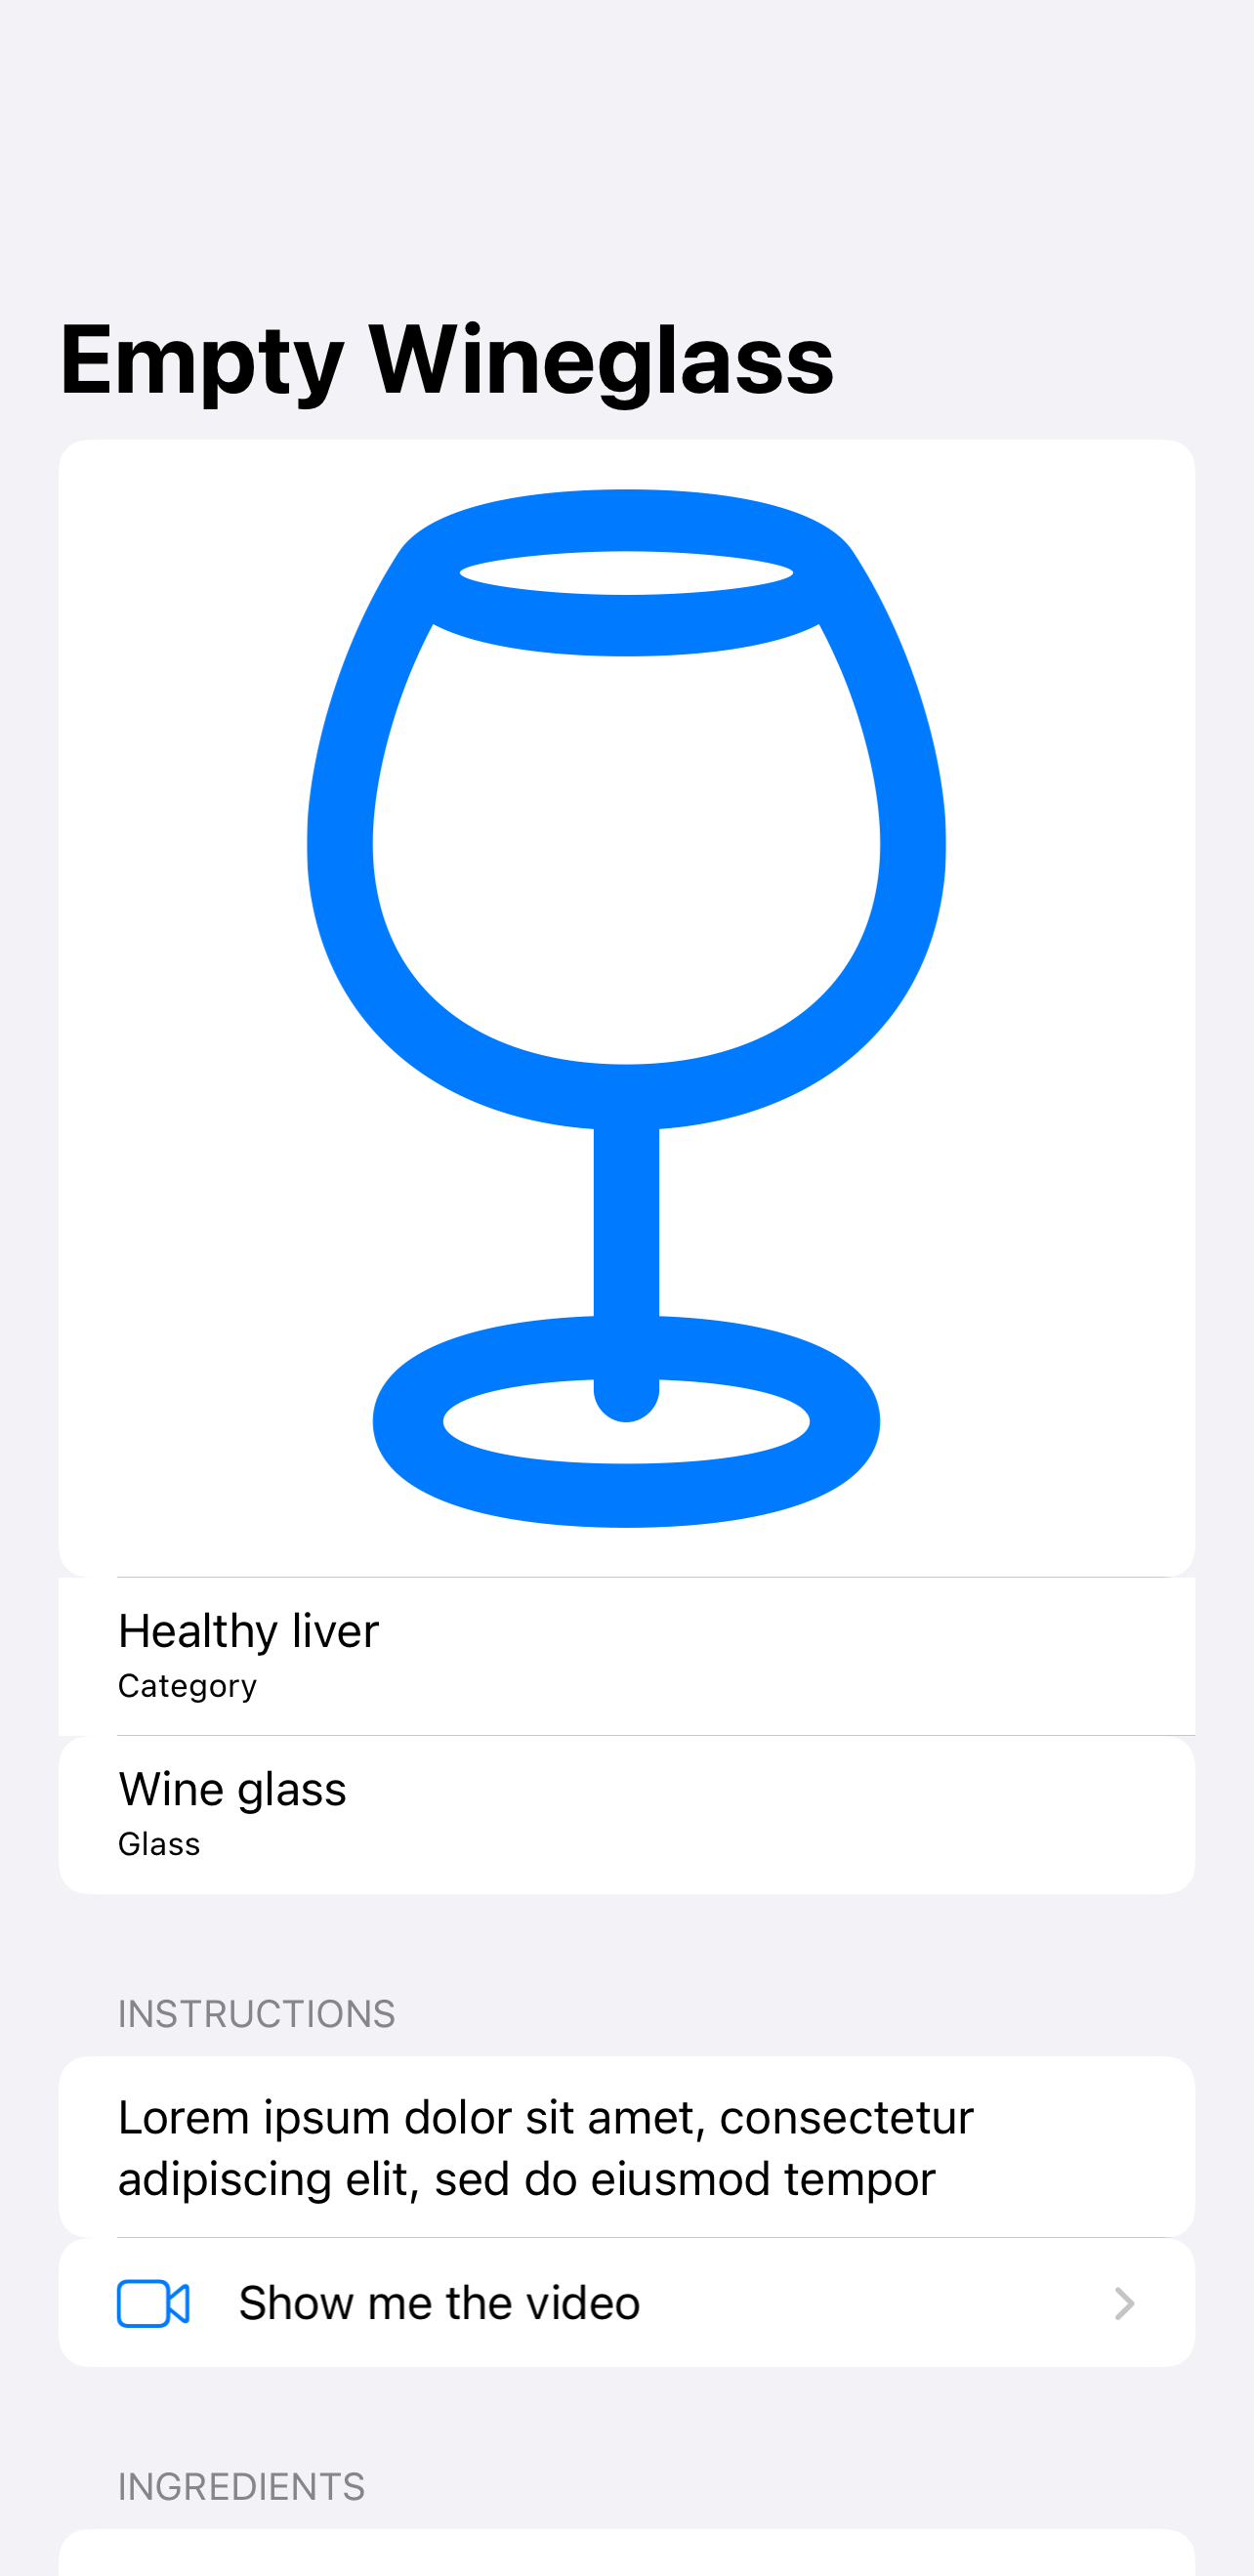 Empty Wineglass
Healthy liver
Category
Wine glass
Glass
INSTRUCTIONS
Lorem ipsum dolor sit amet, consectetur
adipiscing elit, sed do eiusmod tempor
Show me the video
INGREDIENTS